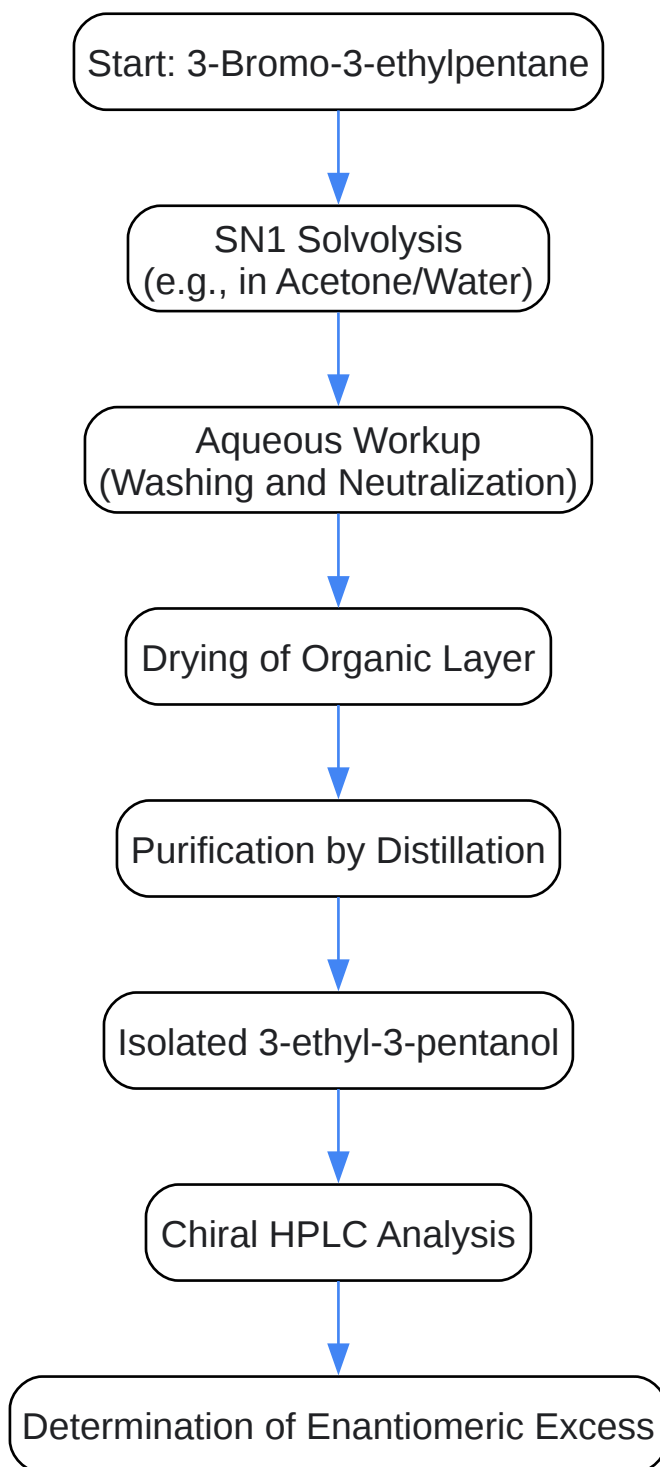 Start: 3-Bromo-3-ethylpentane
SN1 Solvolysis
(e.g., in Acetone/Water)
Aqueous Workup
(Washing and Neutralization)
Drying of Organic Layer
Purification by Distillation
Isolated 3-ethyl-3-pentanol
Chiral HPLC Analysis
Determination of Enantiomeric Excess